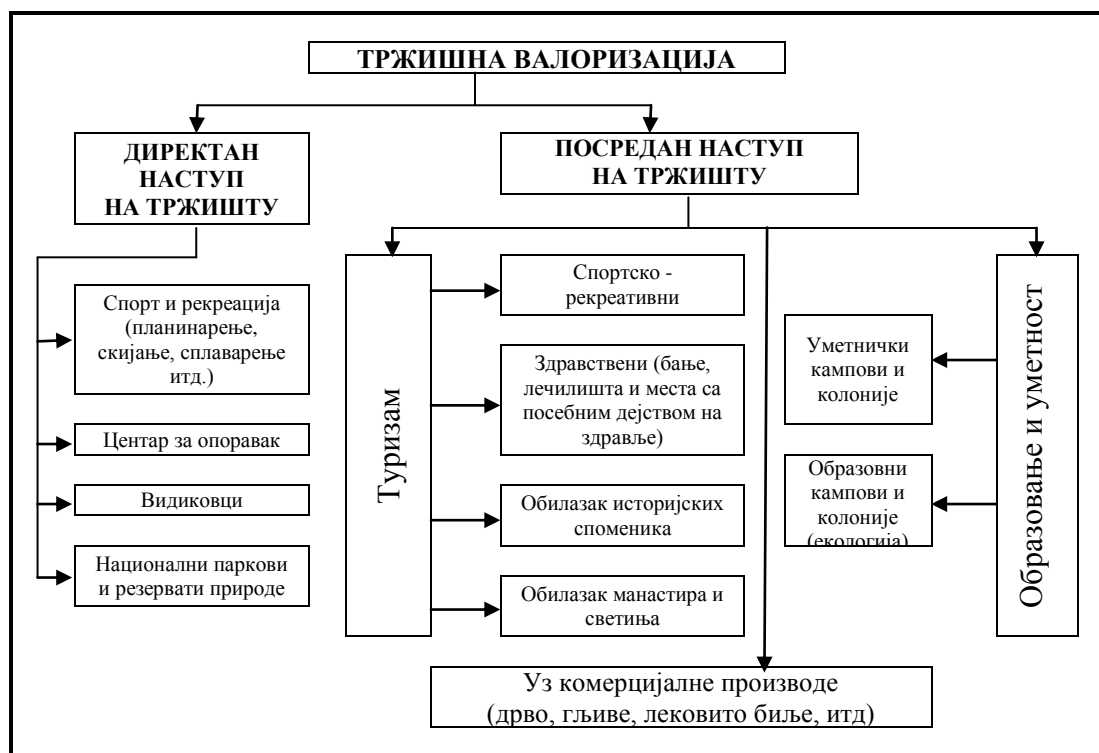 ТРЖИШНА ВАЛОРИЗАЦИЈА
ДИРЕКТАН
НАСТУП
НА ТРЖИШТУ
ПОСРЕДАН НАСТУП
НА ТРЖИШТУ
Спорт и рекреација
(планинарење,
скијање, сплаварење
итд.)
Центар за опоравак
Видиковци
Национални паркови
и резервати природе
Туризам
Спортско -
рекреативни
Здравствени (бање,
лечилишта и места са
посебним дејством на
здравље)
Обилазак историјских
споменика
Обилазак манастира и
светиња
Уметнички
кампови и
колоније
Образовни
кампови и
колоније
(екологија)
Образовање и уметност
Уз комерцијалне производе
(дрво, гљиве, лековито биље, итд)